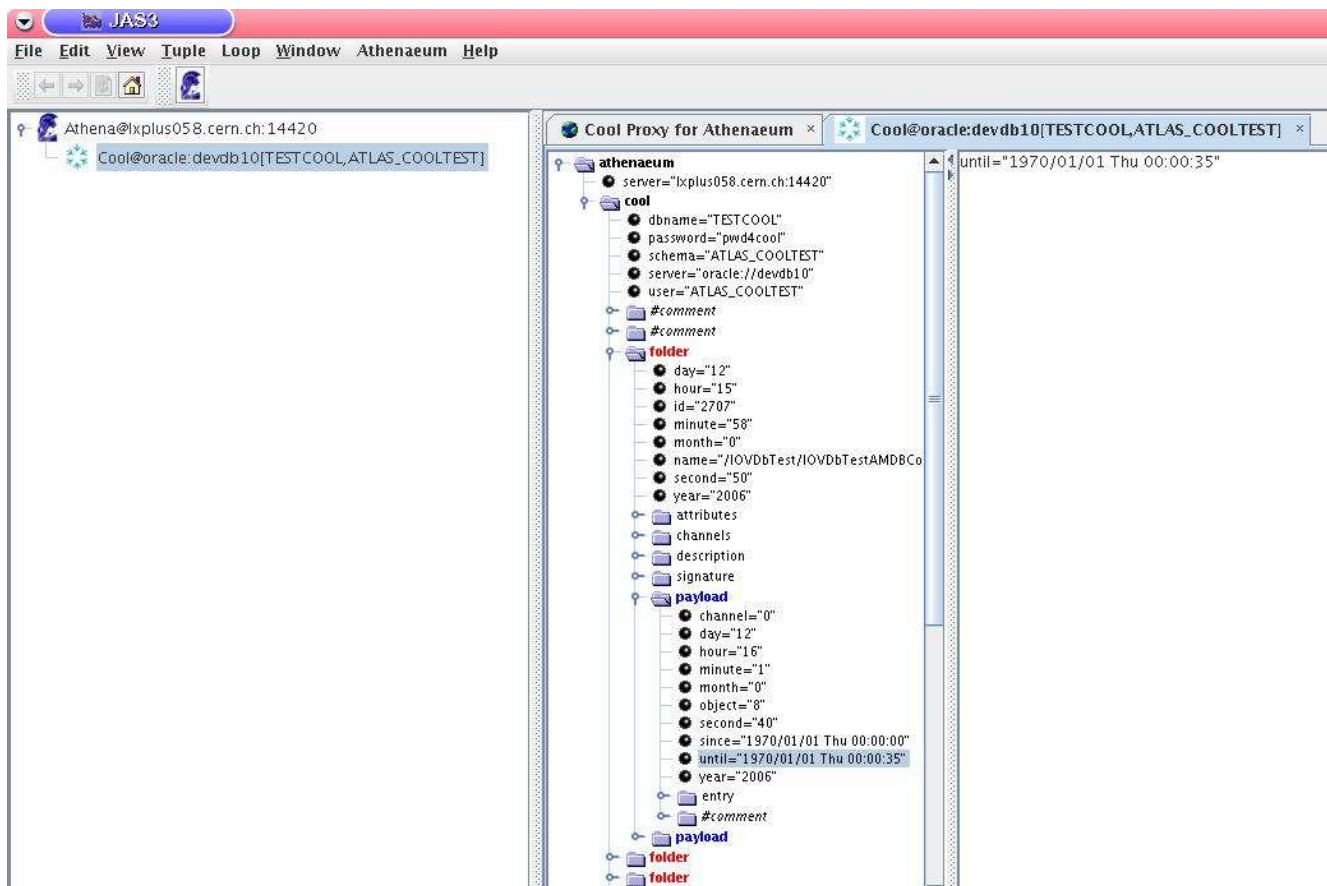 JAS3
File Edit View Tuple Loop Window Athenaeum Help
Athena@lxplus058.cern.ch:14420
Cool@oracle:devdb10[TESTCOOL,ATLAS_COOLTEST]
Cool Proxy for Athenaeum × Cool@oracle:devdb10[TESTCOOL,ATLAS_COOLTEST] ×
athenaeum
server="lxplus058.cern.ch:14420"
cool
dbname="TESTCOOL"
password="pwd4cool"
schema="ATLAS_COOLTEST"
server="oracle://devdb10"
user="ATLAS_COOLTEST"
#comment
#comment
folder
day="12"
hour="15"
id="2707"
minute="58"
month="0"
name="/IOVDbTest/IOVDbTestAMDBCo
second="50"
year="2006"
attributes
channels
description
signature
payload
channel="0"
day="12"
hour="16"
minute="1"
month="0"
object="8"
second="40"
since="1970/01/01 Thu 00:00:00"
until="1970/01/01 Thu 00:00:35"
year="2006"
entry
#comment
payload
folder
folder
until="1970/01/01 Thu 00:00:35"